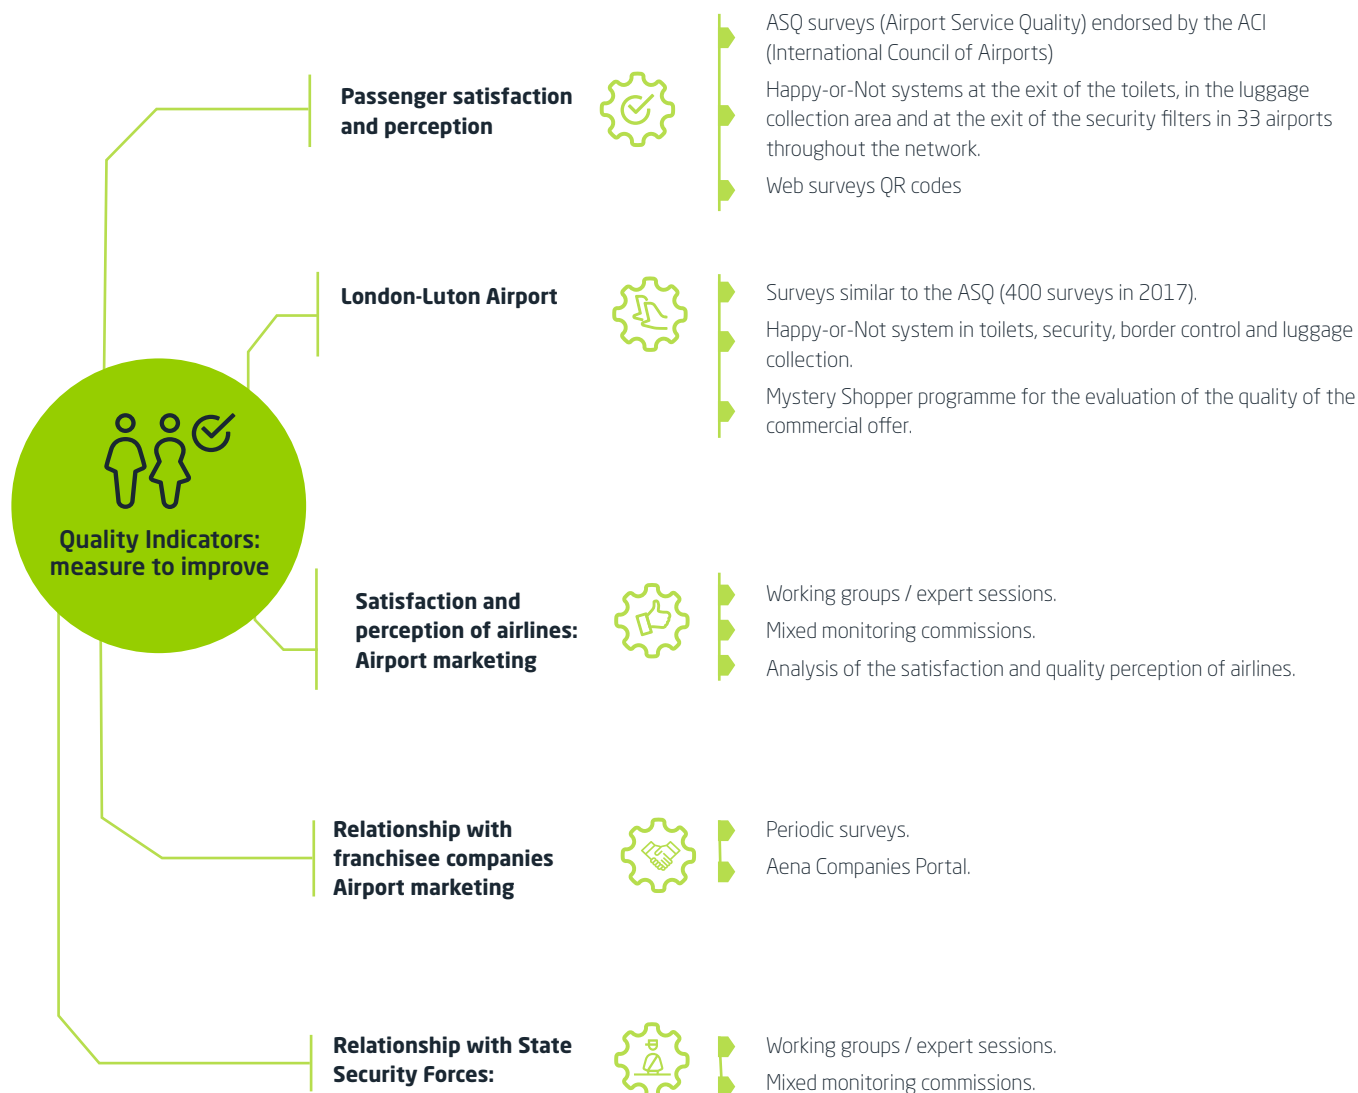 Passenger satisfaction
and perception
ASQ surveys (Airport Service Quality) endorsed by the ACI
(International Council of Airports)
Happy-or-Not systems at the exit of the toilets, in the luggage
collection area and at the exit of the security filters in 33 airports
throughout the network.
Web surveys QR codes
London-Luton Airport
Surveys similar to the ASQ (400 surveys in 2017).
Happy-or-Not system in toilets, security, border control and luggage
collection.
Mystery Shopper programme for the evaluation of the quality of the
commercial offer.
Quality Indicators:
measure to improve
Satisfaction and
perception of airlines:
Airport marketing
Working groups / expert sessions.
Mixed monitoring commissions.
Analysis of the satisfaction and quality perception of airlines.
Relationship with
franchisee companies
Airport marketing
Periodic surveys.
Aena Companies Portal.
Relationship with State
Security Forces:
Working groups / expert sessions.
Mixed monitoring commissions.